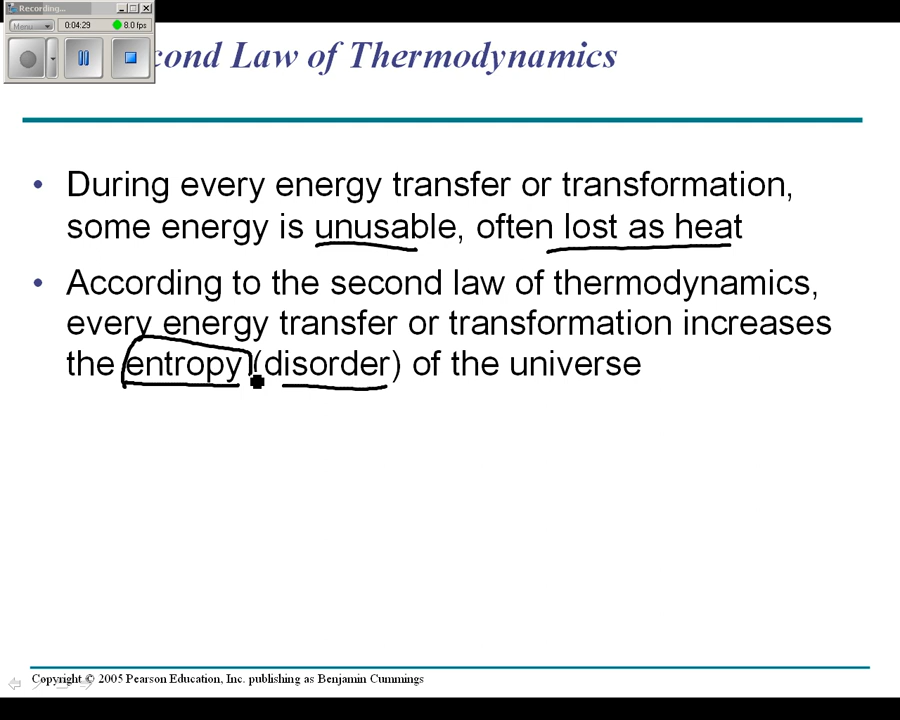 Recording...
Menu
0:04:29
8.0 fps
cond Law of Thermodynamics
• During every energy transfer or transformation,
some energy is unusable, often lost as heat
• According to the second law of thermodynamics,
every energy transfer or transformation increases
the entropy (disorder) of the universe
Copyright © 2005 Pearson Education, Inc. publishing as Benjamin Cummings